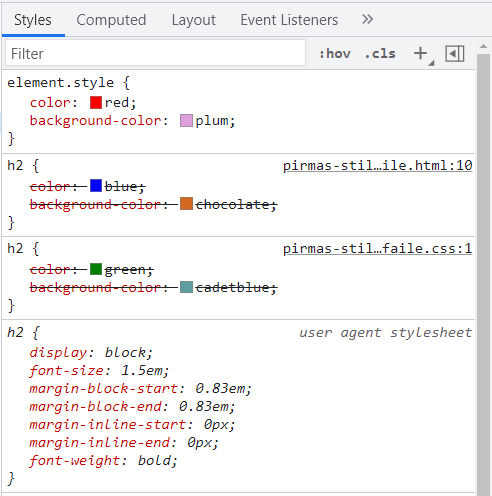 Styles Computed Layout Event Listeners »
Filter :hov .cls +
element.style {
color: red;
background-color: plum;
}
h2 { pirmas-stil…ile.html:10
color: blue;
background-color: chocolate;
}
h2 { pirmas-stil…faile.css:1
color: green;
background-color: cadetblue;
}
h2 { user agent stylesheet
display: block;
font-size: 1.5em;
margin-block-start: 0.83em;
margin-block-end: 0.83em;
margin-inline-start: 0px;
margin-inline-end: 0px;
font-weight: bold;
}